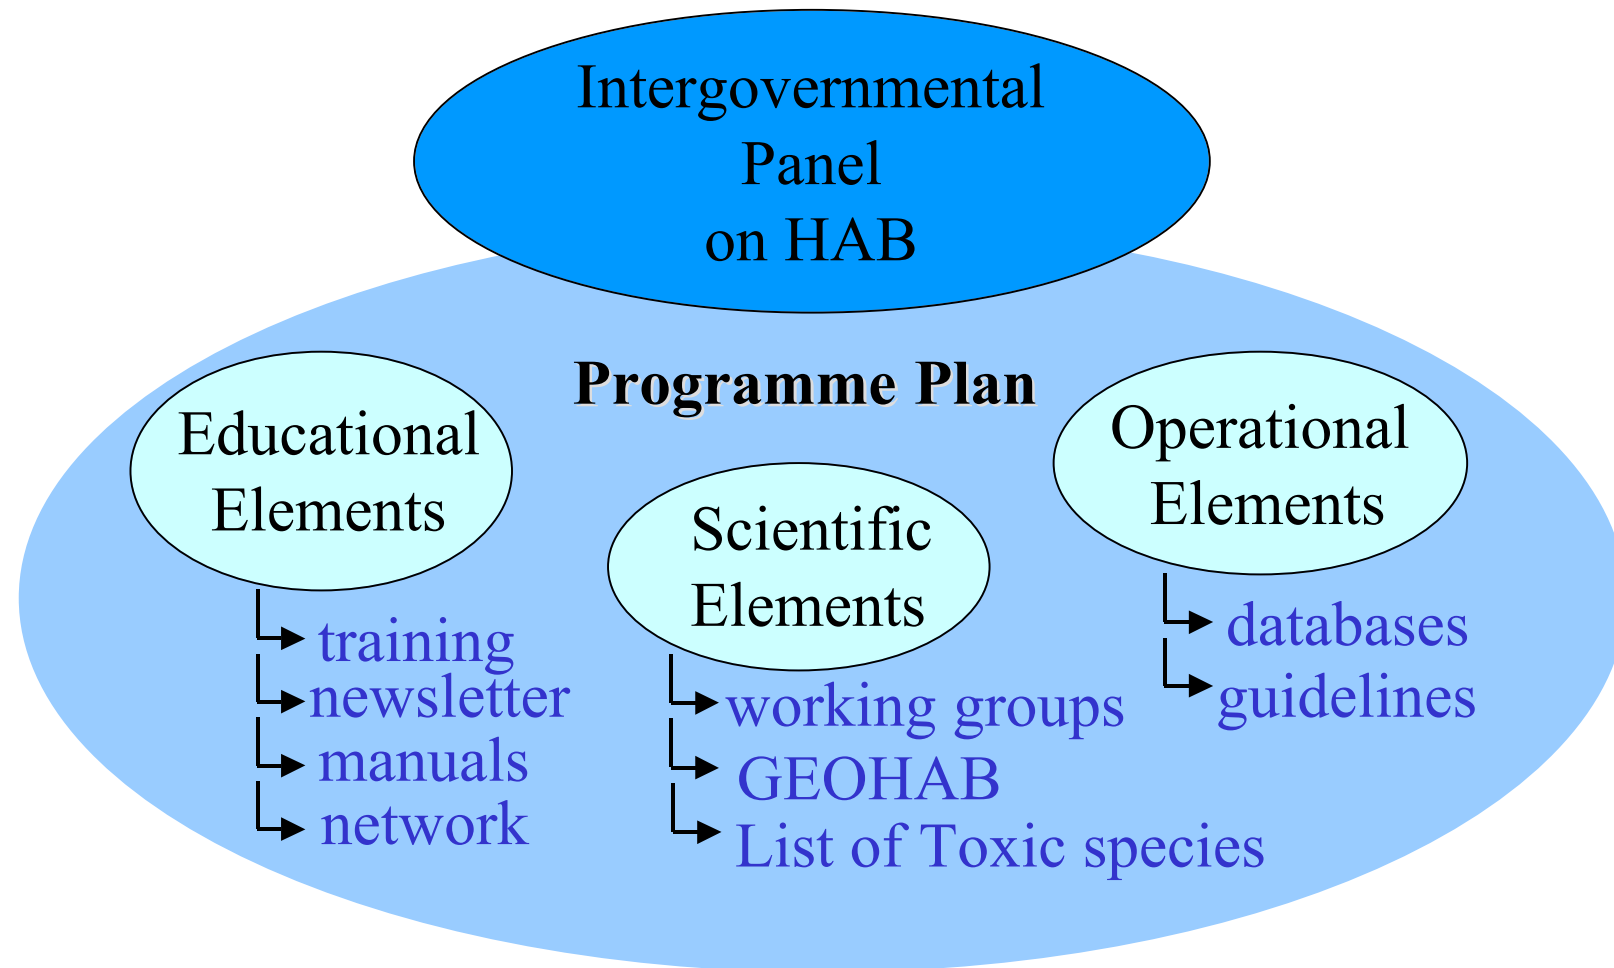 Intergovernmental
Panel
on HAB
Programme Plan
Educational
Elements
training
newsletter
manuals
network
Scientific
Elements
working groups
GEOHAB
List of Toxic species
Operational
Elements
databases
guidelines